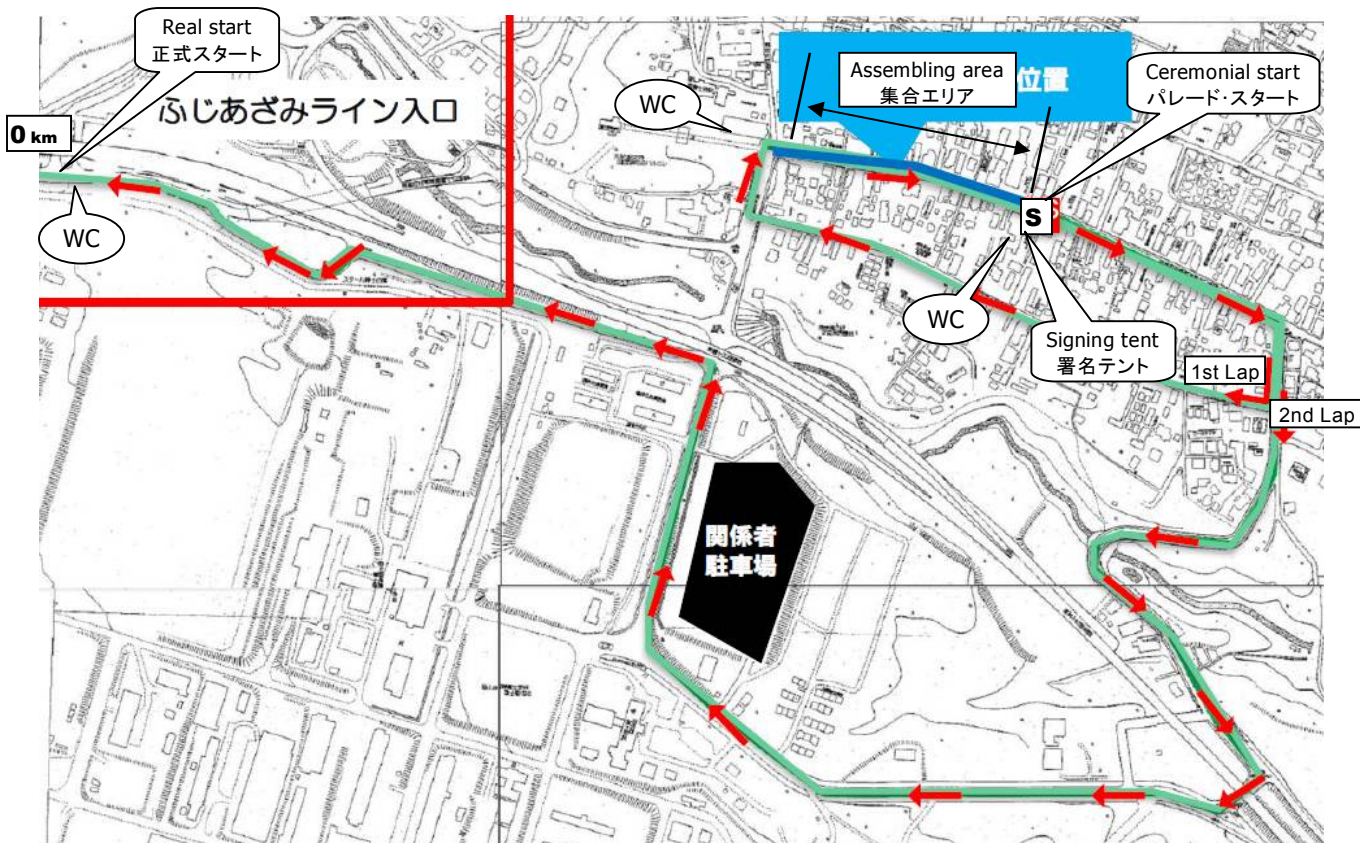 Real start
正式スタート
ふじあざみライン入口
0 km
WC
WC
Assembling area
集合エリア
位置
Ceremonial start
パレード・スタート
S
WC
Signing tent
署名テント
1st Lap
2nd Lap
関係者
駐車場